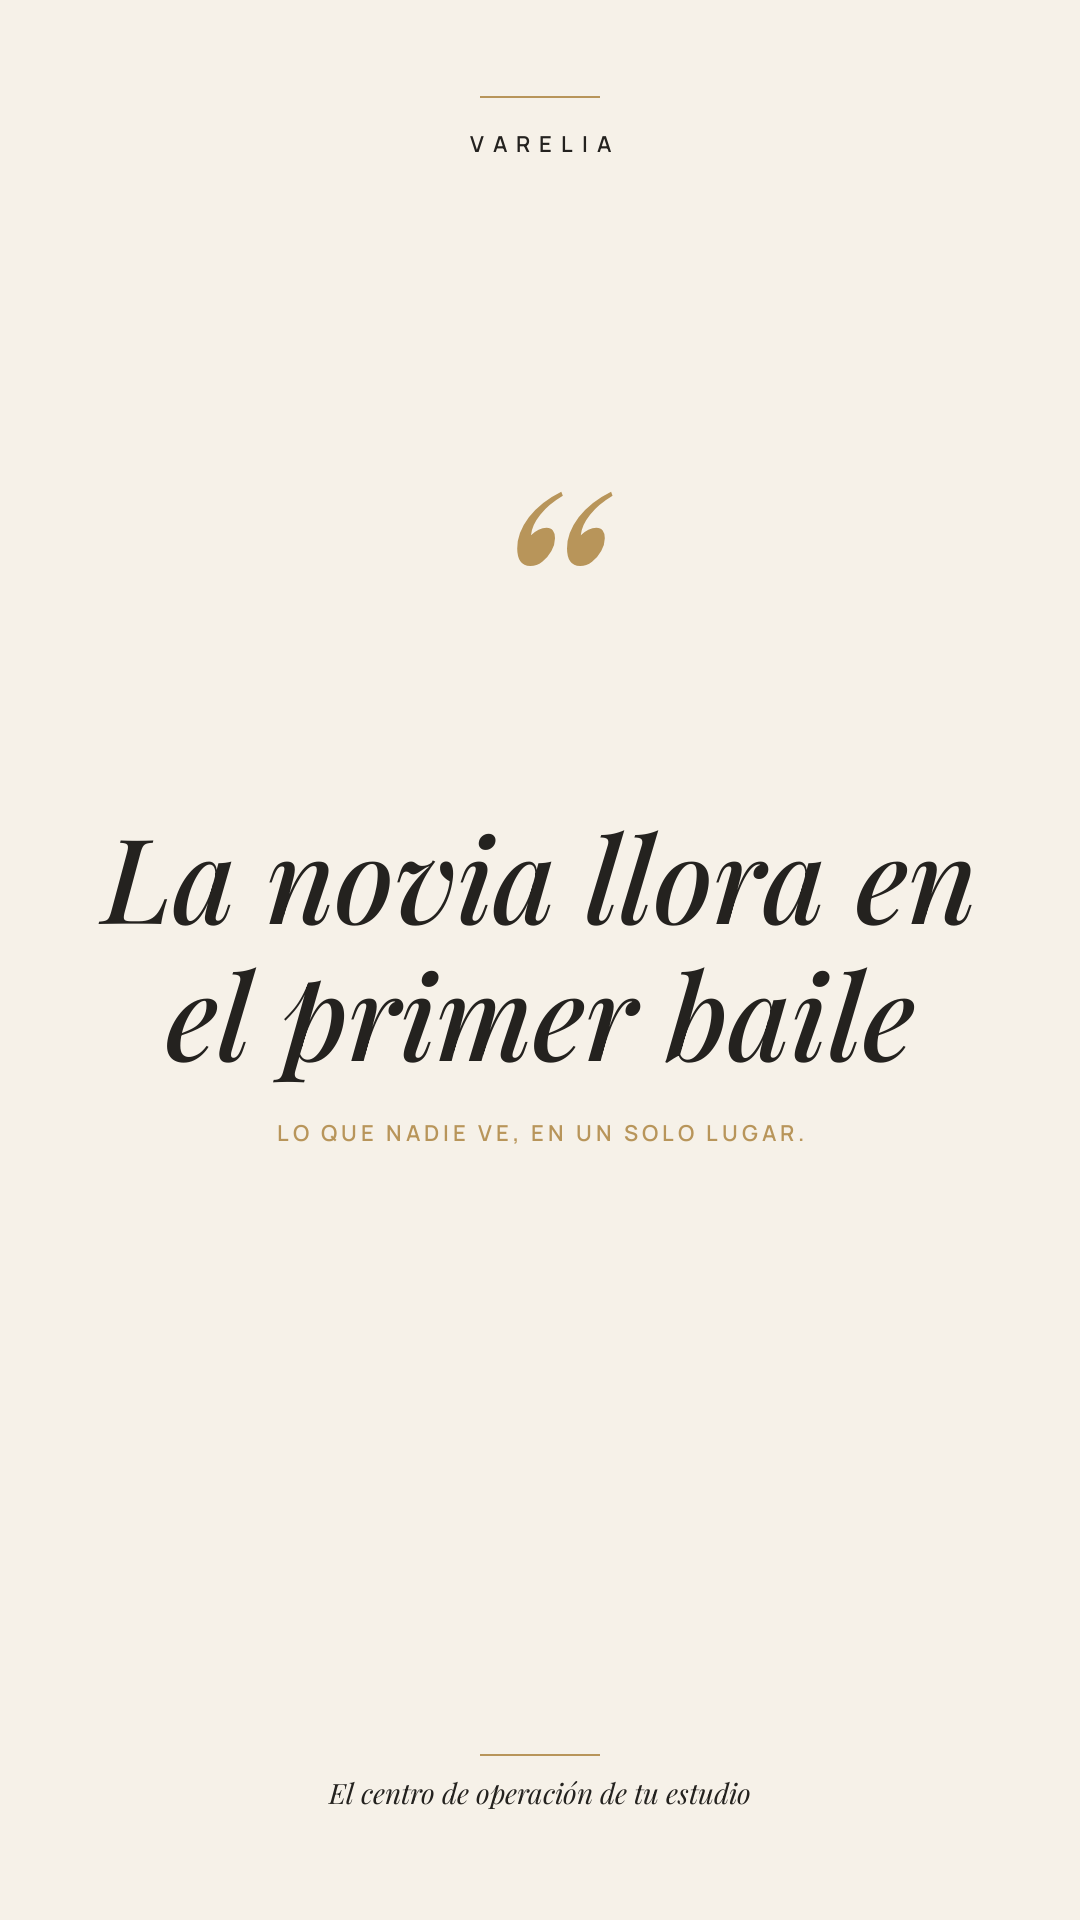 VARELIA
“
La novia llora en
el primer baile
LO QUE NADIE VE, EN UN SOLO LUGAR.
El centro de operación de tu estudio